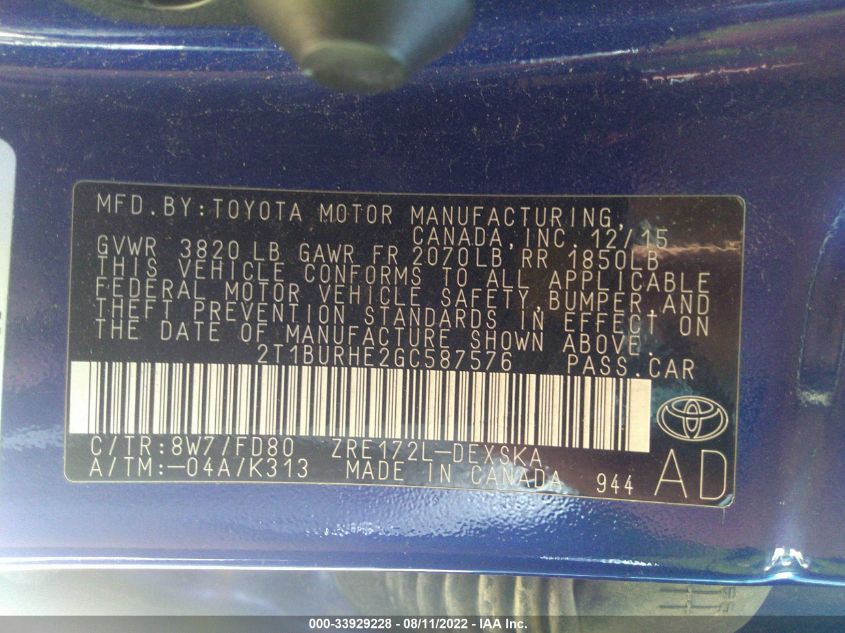 MFD.BY:TOYOTA MOTOR MANUFACTURING,
CANADA,INC. 12/15
GVWR 3820 LB GAWR FR 2070LB RR 1850LB
THIS VEHICLE CONFORMS TO ALL APPLICABLE
FEDERAL MOTOR VEHICLE SAFETY,BUMPER,AND
THEFT PREVENTION STANDARDS IN EFFECT ON
THE DATE OF MANUFACTURE SHOWN ABOVE.
2T1BURHE2GC587576 PASS.CAR
C/TR:8W7/FD80 ZRE172L-DEXSKA
A/TM:-04A/K313 MADE IN CANADA 944 AD
000-33929228 - 08/11/2022 - IAA Inc.